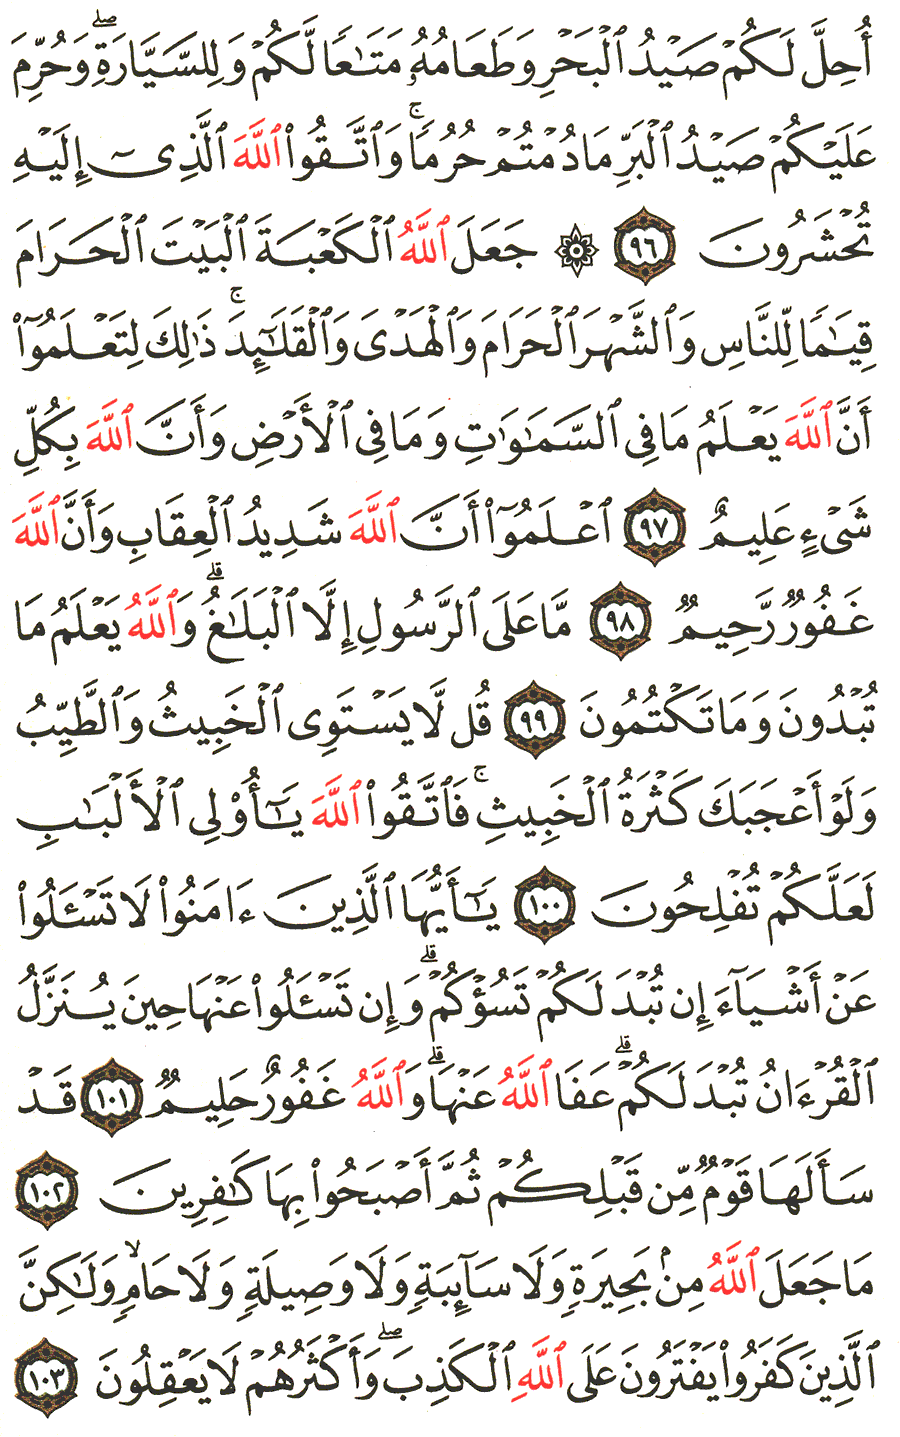 أُحِلَّ لَكُمْ صَيْدُ ٱلْبَحْرِ وَطَعَامُهُۥ مَتَـٰعًا لَّكُمْ وَلِلسَّيَّارَةِ ۖ وَحُرِّمَ
عَلَيْكُمْ صَيْدُ ٱلْبَرِّ مَا دُمْتُمْ حُرُمًا ۗ وَٱتَّقُوا۟ ٱللَّهَ ٱلَّذِىٓ إِلَيْهِ
تُحْشَرُونَ ٩٦ ۞ جَعَلَ ٱللَّهُ ٱلْكَعْبَةَ ٱلْبَيْتَ ٱلْحَرَامَ
قِيَـٰمًا لِّلنَّاسِ وَٱلشَّهْرَ ٱلْحَرَامَ وَٱلْهَدْىَ وَٱلْقَلَـٰٓئِدَ ۚ ذَٰلِكَ لِتَعْلَمُوٓا۟
أَنَّ ٱللَّهَ يَعْلَمُ مَا فِى ٱلسَّمَـٰوَٰتِ وَمَا فِى ٱلْأَرْضِ وَأَنَّ ٱللَّهَ بِكُلِّ
شَىْءٍ عَلِيمٌ ٩٧ ٱعْلَمُوٓا۟ أَنَّ ٱللَّهَ شَدِيدُ ٱلْعِقَابِ وَأَنَّ ٱللَّهَ
غَفُورٌ رَّحِيمٌ ٩٨ مَّا عَلَى ٱلرَّسُولِ إِلَّا ٱلْبَلَـٰغُ ۗ وَٱللَّهُ يَعْلَمُ مَا
تُبْدُونَ وَمَا تَكْتُمُونَ ٩٩ قُل لَّا يَسْتَوِى ٱلْخَبِيثُ وَٱلطَّيِّبُ
وَلَوْ أَعْجَبَكَ كَثْرَةُ ٱلْخَبِيثِ ۚ فَٱتَّقُوا۟ ٱللَّهَ يَـٰٓأُو۟لِى ٱلْأَلْبَـٰبِ
لَعَلَّكُمْ تُفْلِحُونَ ١٠٠ يَـٰٓأَيُّهَا ٱلَّذِينَ ءَامَنُوا۟ لَا تَسْـَٔلُوا۟
عَنْ أَشْيَآءَ إِن تُبْدَ لَكُمْ تَسُؤْكُمْ ۗ وَإِن تَسْـَٔلُوا۟ عَنْهَا حِينَ يُنَزَّلُ
ٱلْقُرْءَانُ تُبْدَ لَكُمْ ۗ عَفَا ٱللَّهُ عَنْهَا ۗ وَٱللَّهُ غَفُورٌ حَلِيمٌ ١٠١ قَدْ
سَأَلَهَا قَوْمٌ مِّن قَبْلِكُمْ ثُمَّ أَصْبَحُوا۟ بِهَا كَـٰفِرِينَ ١٠٢
مَا جَعَلَ ٱللَّهُ مِنۢ بَحِيرَةٍ وَلَا سَآئِبَةٍ وَلَا وَصِيلَةٍ وَلَا حَامٍ ۙ وَلَـٰكِنَّ
ٱلَّذِينَ كَفَرُوا۟ يَفْتَرُونَ عَلَى ٱللَّهِ ٱلْكَذِبَ ۖ وَأَكْثَرُهُمْ لَا يَعْقِلُونَ ١٠٣